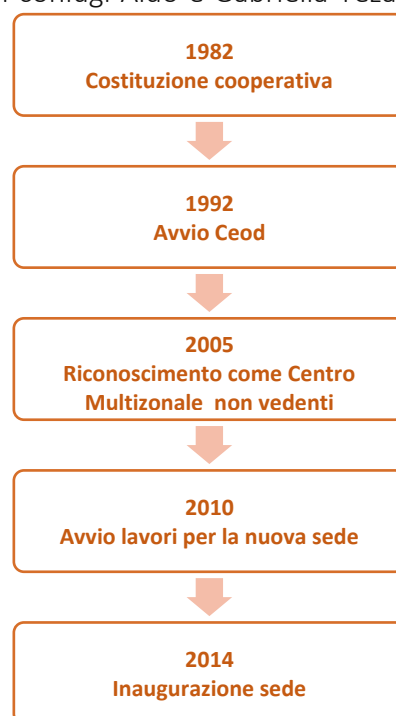 1982
Costituzione cooperativa
1992
Avvio Ceod
2005
Riconoscimento come Centro
Multizonale non vedenti
2010
Avvio lavori per la nuova sede
2014
Inaugurazione sede